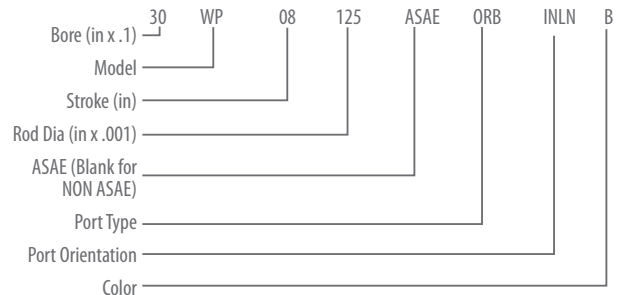 30 WP 08 125 ASAE ORB INLN B
Bore (in x .1)
Model
Stroke (in)
Rod Dia (in x .001)
ASAE (Blank for
NON ASAE)
Port Type
Port Orientation
Color